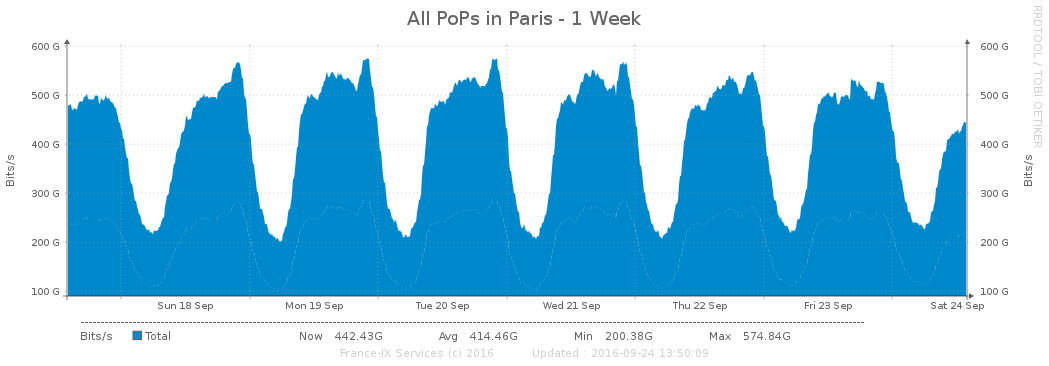 All PoPs in Paris - 1 Week
RRDTOOL / TOBI OETIKER
Bits/s
600 G
500 G
400 G
300 G
200 G
100 G
600 G
500 G
400 G
300 G
200 G
100 G
Bits/s
Sun 18 Sep Mon 19 Sep Tue 20 Sep Wed 21 Sep Thu 22 Sep Fri 23 Sep Sat 24 Sep
Bits/s Total Now 442.43G Avg 414.46G Min 200.38G Max 574.84G
France-IX Services (c) 2016 Updated : 2016-09-24 13:50:09